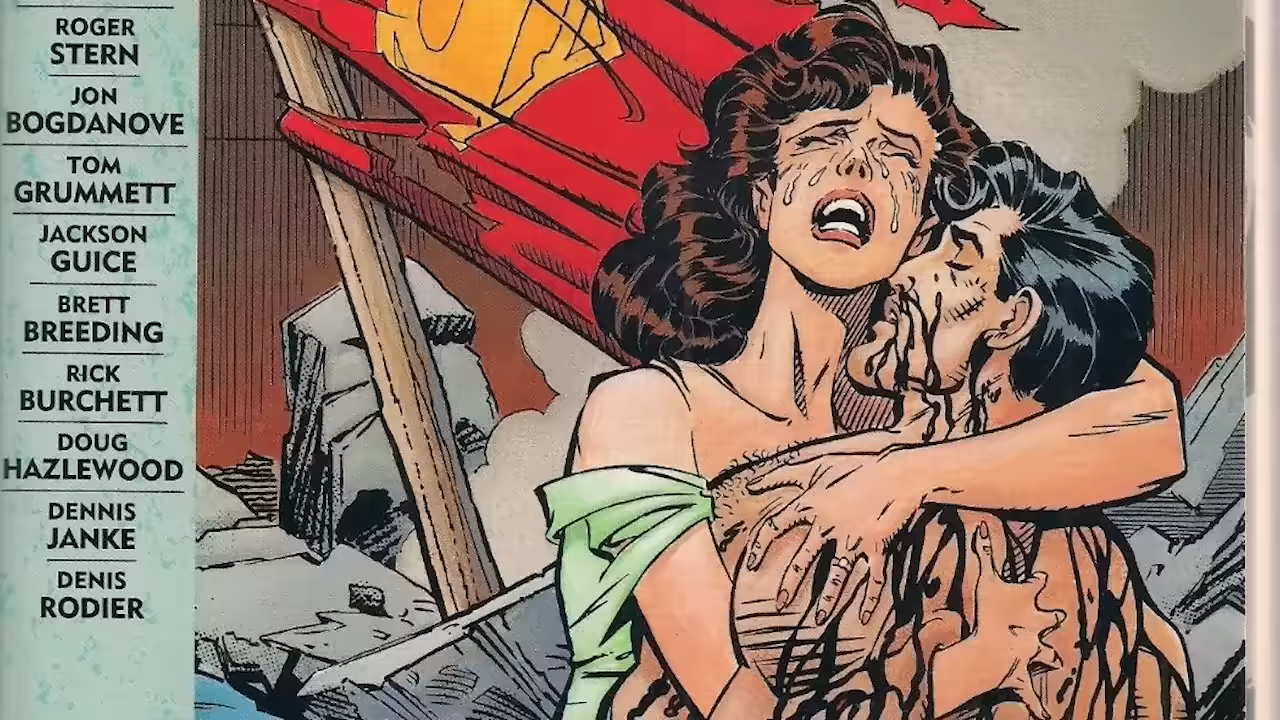 ROGER
STERN
JON
BOGDANOVE
TOM
GRUMMETT
JACKSON
GUICE
BRETT
BREEDING
RICK
BURCHETT
DOUG
HAZLEWOOD
DENNIS
JANKE
DENIS
RODIER